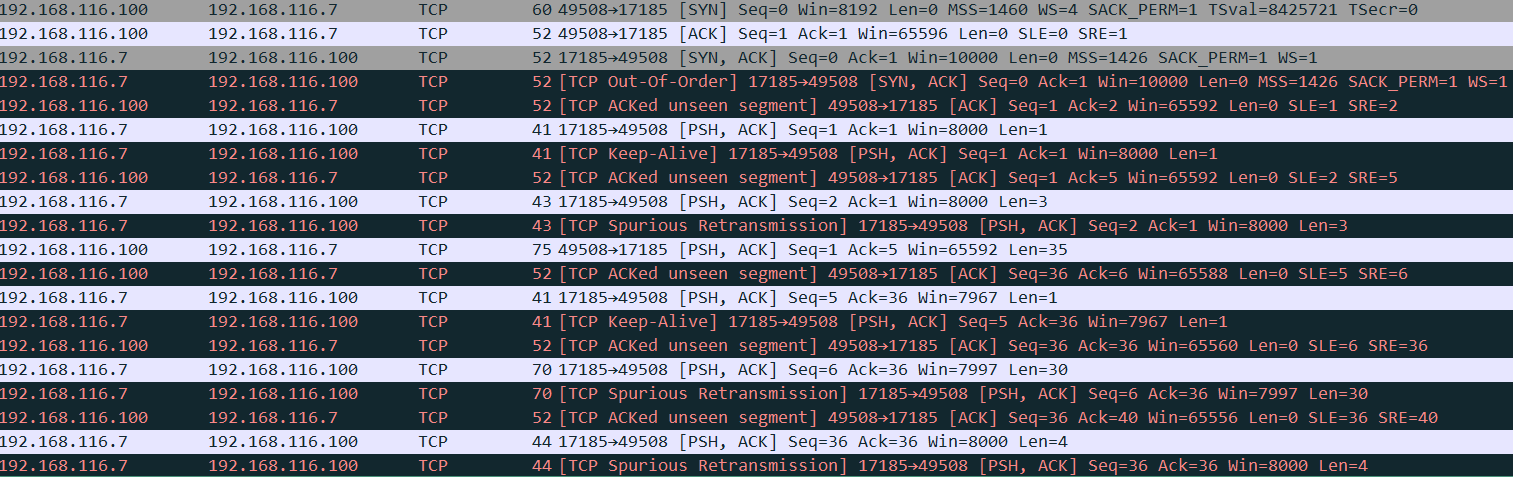 192.168.116.100 192.168.116.7 TCP 60 49508→17185 [SYN] Seq=0 Win=8192 Len=0 MSS=1460 WS=4 SACK_PERM=1 TSval=8425721 TSecr=0
192.168.116.100 192.168.116.7 TCP 52 49508→17185 [ACK] Seq=1 Ack=1 Win=65596 Len=0 SLE=0 SRE=1
192.168.116.7 192.168.116.100 TCP 52 17185→49508 [SYN, ACK] Seq=0 Ack=1 Win=10000 Len=0 MSS=1426 SACK_PERM=1 WS=1
192.168.116.7 192.168.116.100 TCP 52 [TCP Out-Of-Order] 17185→49508 [SYN, ACK] Seq=0 Ack=1 Win=10000 Len=0 MSS=1426 SACK_PERM=1 WS=1
192.168.116.100 192.168.116.7 TCP 52 [TCP ACKed unseen segment] 49508→17185 [ACK] Seq=1 Ack=2 Win=65592 Len=0 SLE=1 SRE=2
192.168.116.7 192.168.116.100 TCP 41 17185→49508 [PSH, ACK] Seq=1 Ack=1 Win=8000 Len=1
192.168.116.7 192.168.116.100 TCP 41 [TCP Keep-Alive] 17185→49508 [PSH, ACK] Seq=1 Ack=1 Win=8000 Len=1
192.168.116.100 192.168.116.7 TCP 52 [TCP ACKed unseen segment] 49508→17185 [ACK] Seq=1 Ack=5 Win=65592 Len=0 SLE=2 SRE=5
192.168.116.7 192.168.116.100 TCP 43 17185→49508 [PSH, ACK] Seq=2 Ack=1 Win=8000 Len=3
192.168.116.7 192.168.116.100 TCP 43 [TCP Spurious Retransmission] 17185→49508 [PSH, ACK] Seq=2 Ack=1 Win=8000 Len=3
192.168.116.100 192.168.116.7 TCP 75 49508→17185 [PSH, ACK] Seq=1 Ack=5 Win=65592 Len=35
192.168.116.100 192.168.116.7 TCP 52 [TCP ACKed unseen segment] 49508→17185 [ACK] Seq=36 Ack=6 Win=65588 Len=0 SLE=5 SRE=6
192.168.116.7 192.168.116.100 TCP 41 17185→49508 [PSH, ACK] Seq=5 Ack=36 Win=7967 Len=1
192.168.116.7 192.168.116.100 TCP 41 [TCP Keep-Alive] 17185→49508 [PSH, ACK] Seq=5 Ack=36 Win=7967 Len=1
192.168.116.100 192.168.116.7 TCP 52 [TCP ACKed unseen segment] 49508→17185 [ACK] Seq=36 Ack=36 Win=65560 Len=0 SLE=6 SRE=36
192.168.116.7 192.168.116.100 TCP 70 17185→49508 [PSH, ACK] Seq=6 Ack=36 Win=7997 Len=30
192.168.116.7 192.168.116.100 TCP 70 [TCP Spurious Retransmission] 17185→49508 [PSH, ACK] Seq=6 Ack=36 Win=7997 Len=30
192.168.116.100 192.168.116.7 TCP 52 [TCP ACKed unseen segment] 49508→17185 [ACK] Seq=36 Ack=40 Win=65556 Len=0 SLE=36 SRE=40
192.168.116.7 192.168.116.100 TCP 44 17185→49508 [PSH, ACK] Seq=36 Ack=36 Win=8000 Len=4
192.168.116.7 192.168.116.100 TCP 44 [TCP Spurious Retransmission] 17185→49508 [PSH, ACK] Seq=36 Ack=36 Win=8000 Len=4